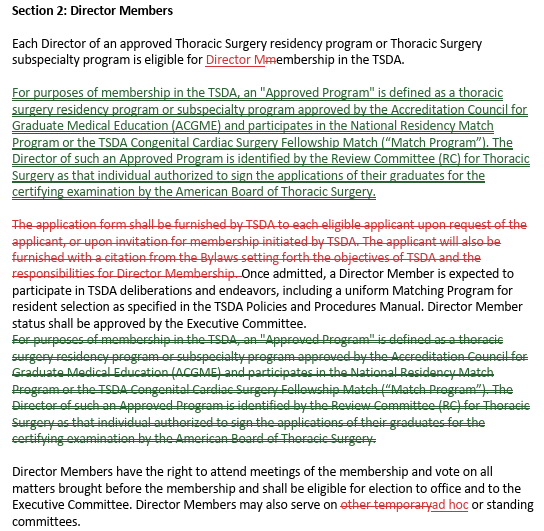 Section 2: Director Members
Each Director of an approved Thoracic Surgery residency program or Thoracic Surgery
subspecialty program is eligible for Director Mmembership in the TSDA.
For purposes of membership in the TSDA, an "Approved Program" is defined as a thoracic
surgery residency program or subspecialty program approved by the Accreditation Council for
Graduate Medical Education (ACGME) and participates in the National Residency Match
Program or the TSDA Congenital Cardiac Surgery Fellowship Match (“Match Program”). The
Director of such an Approved Program is identified by the Review Committee (RC) for Thoracic
Surgery as that individual authorized to sign the applications of their graduates for the
certifying examination by the American Board of Thoracic Surgery.
The application form shall be furnished by TSDA to each eligible applicant upon request of the
applicant, or upon invitation for membership initiated by TSDA. The applicant will also be
furnished with a citation from the Bylaws setting forth the objectives of TSDA and the
responsibilities for Director Membership. Once admitted, a Director Member is expected to
participate in TSDA deliberations and endeavors, including a uniform Matching Program for
resident selection as specified in the TSDA Policies and Procedures Manual. Director Member
status shall be approved by the Executive Committee.
For purposes of membership in the TSDA, an "Approved Program" is defined as a thoracic
surgery residency program or subspecialty program approved by the Accreditation Council for
Graduate Medical Education (ACGME) and participates in the National Residency Match
Program or the TSDA Congenital Cardiac Surgery Fellowship Match (“Match Program”). The
Director of such an Approved Program is identified by the Review Committee (RC) for Thoracic
Surgery as that individual authorized to sign the applications of their graduates for the
certifying examination by the American Board of Thoracic Surgery.
Director Members have the right to attend meetings of the membership and vote on all
matters brought before the membership and shall be eligible for election to office and to the
Executive Committee. Director Members may also serve on other temporaryad hoc or standing
committees.